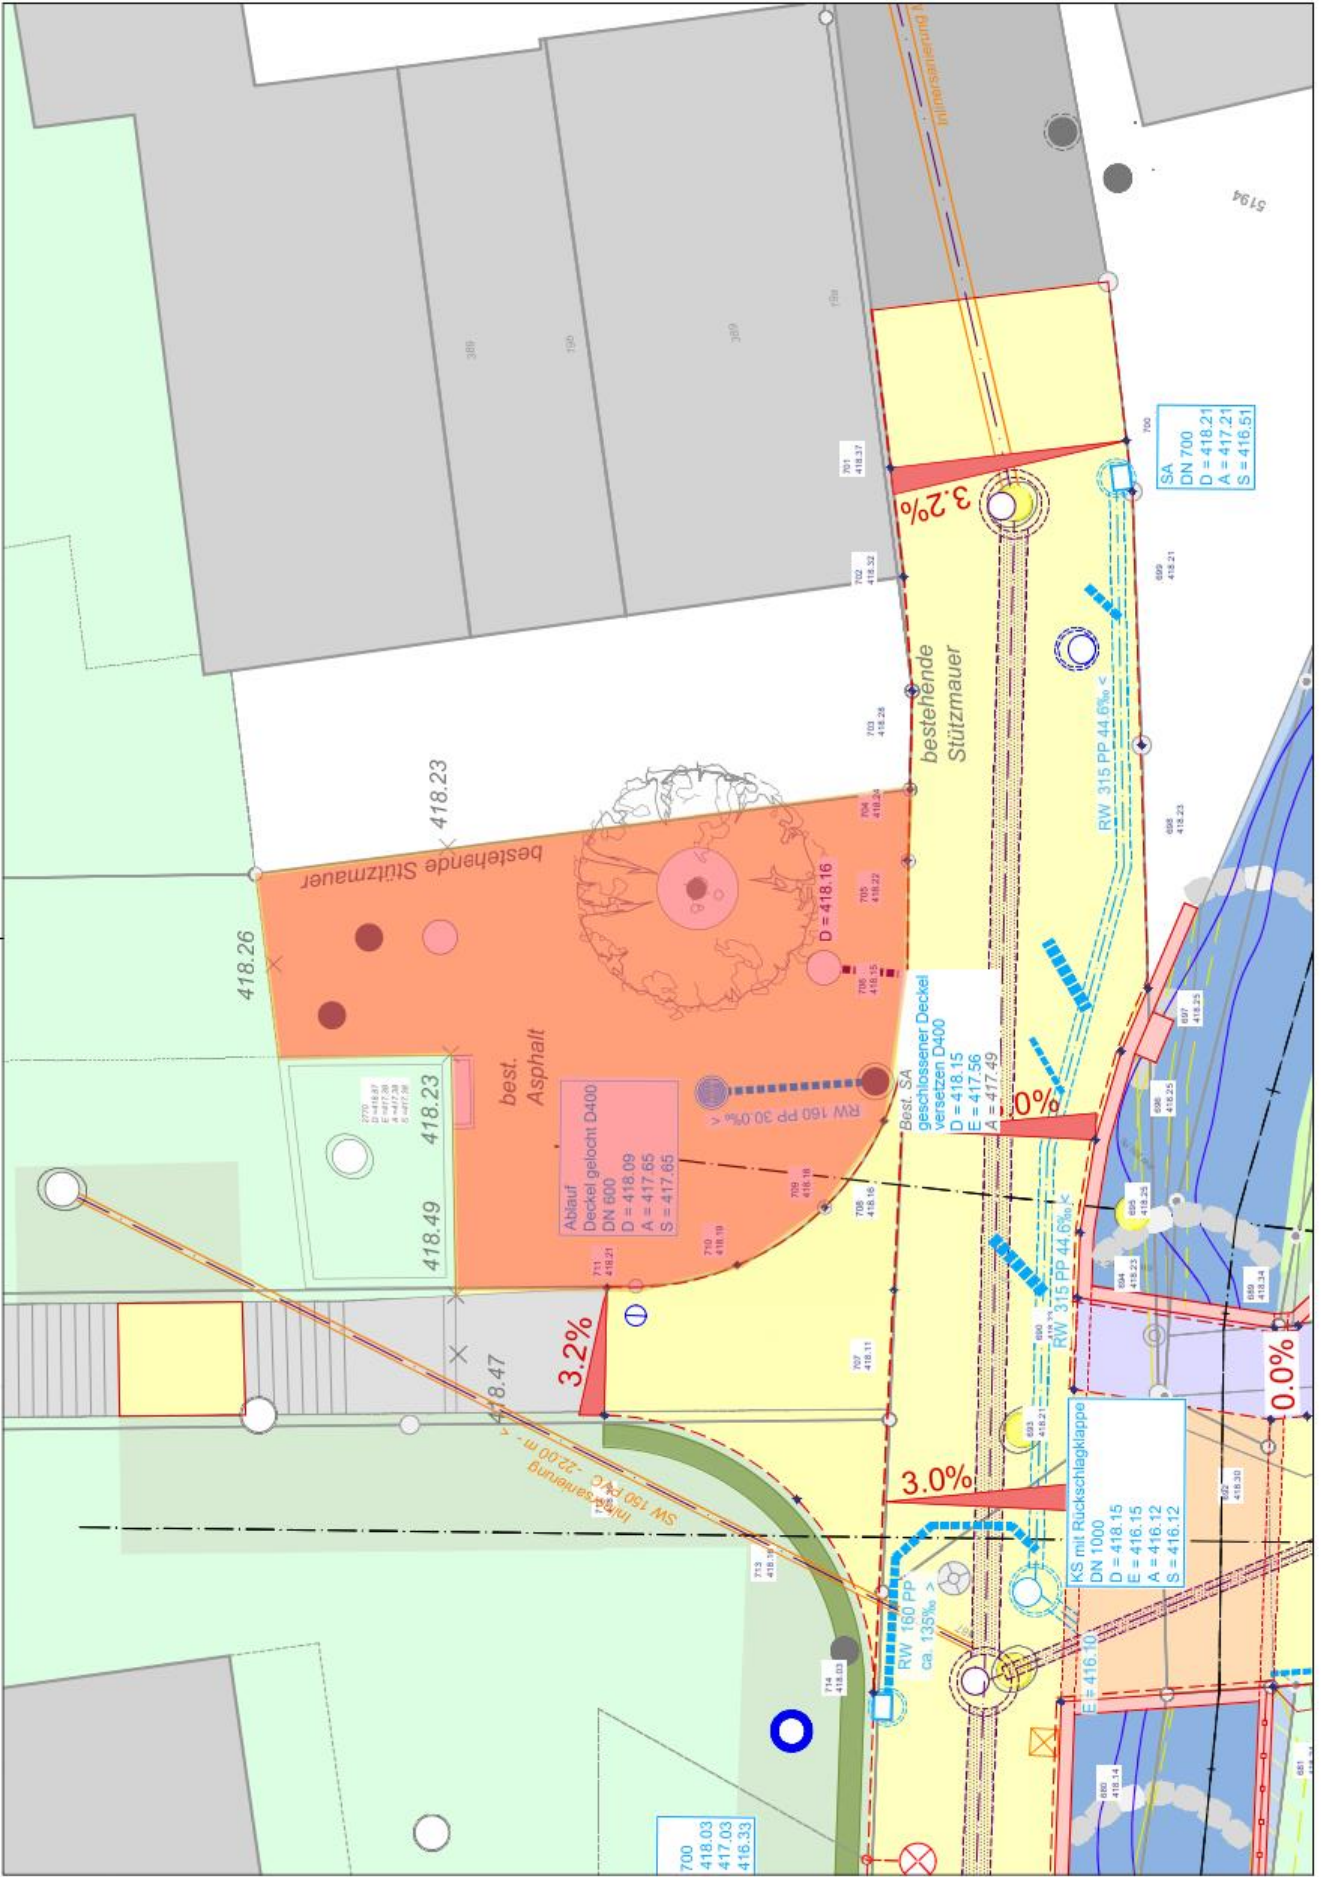 Inlinersanierung
5194
389
19b
389
19a
701
418.37
700
SA
DN 700
D = 418.21
A = 417.21
S = 416.51
3.2%
702
418.32
699
418.21
bestehende
Stützmauer
703
418.28
RW 315 PP 44.6‰ <
418.23
704
418.24
698
418.23
bestehende Stützmauer
418.26
705
418.22
D = 418.16
706
418.15
best.
Asphalt
697
418.25
418.23
Best. SA
geschlossener Deckel
versetzen D400
D = 418.15
E = 417.56
A = 417.49
0%
RW 160 PP 30.0‰ <
Ablauf
Deckel gelocht D400
DN 600
D = 418.09
A = 417.65
S = 417.65
696
418.25
418.49
709
418.18
708
418.16
695
418.25
710
418.19
711
418.21
694
418.23
689
418.34
RW 315 PP 44.6‰ <
690
3.2%
707
418.11
418.47
0.0%
693
418.21
KS mit Rückschlagklappe
DN 1000
D = 418.15
E = 416.15
A = 416.12
S = 416.12
3.0%
692
418.30
Inlinersanierung
SW 150 PVC - 22.00 m - <
713
RW 160 PP
ca. 135‰ >
E = 416.10
714
418.03
680
418.14
681
700
418.03
417.03
416.33